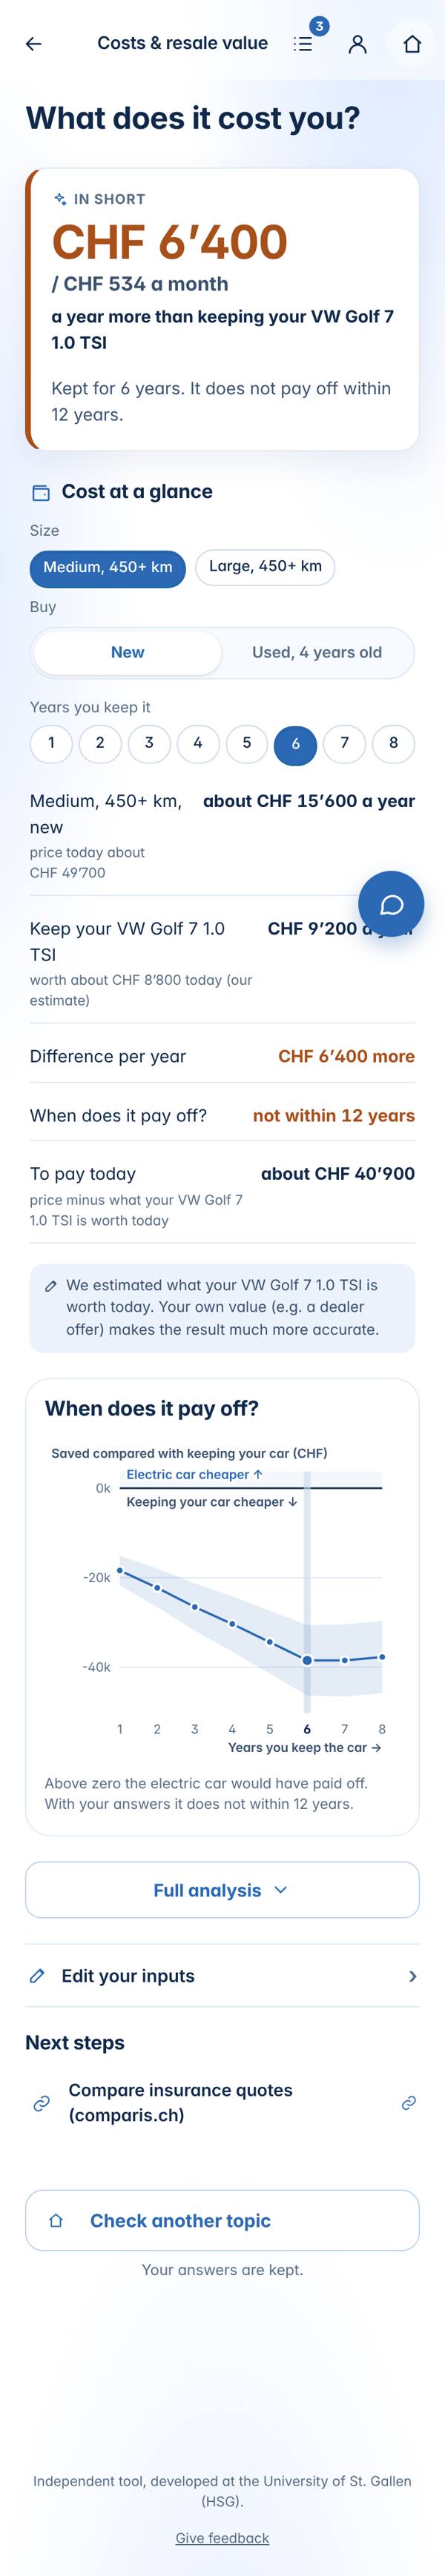 Costs & resale value
3
What does it cost you?
IN SHORT
CHF 6’400
/ CHF 534 a month
a year more than keeping your VW Golf 7
1.0 TSI
Kept for 6 years. It does not pay off within
12 years.
Cost at a glance
Size
Medium, 450+ km
Large, 450+ km
Buy
New
Used, 4 years old
Years you keep it
1 2 3 4 5 6 7 8
Medium, 450+ km, about CHF 15’600 a year
new
price today about
CHF 49’700
Keep your VW Golf 7 1.0 CHF 9’200 a
TSI
worth about CHF 8’800 today (our
estimate)
Difference per year CHF 6’400 more
When does it pay off? not within 12 years
To pay today about CHF 40’900
price minus what your VW Golf 7
1.0 TSI is worth today
We estimated what your VW Golf 7 1.0 TSI is
worth today. Your own value (e.g. a dealer
offer) makes the result much more accurate.
When does it pay off?
Saved compared with keeping your car (CHF)
Electric car cheaper ↑
0k
Keeping your car cheaper ↓
-20k
-40k
1 2 3 4 5 6 7 8
Years you keep the car →
Above zero the electric car would have paid off.
With your answers it does not within 12 years.
Full analysis
Edit your inputs
Next steps
Compare insurance quotes
(comparis.ch)
Check another topic
Your answers are kept.
Independent tool, developed at the University of St. Gallen
(HSG).
Give feedback